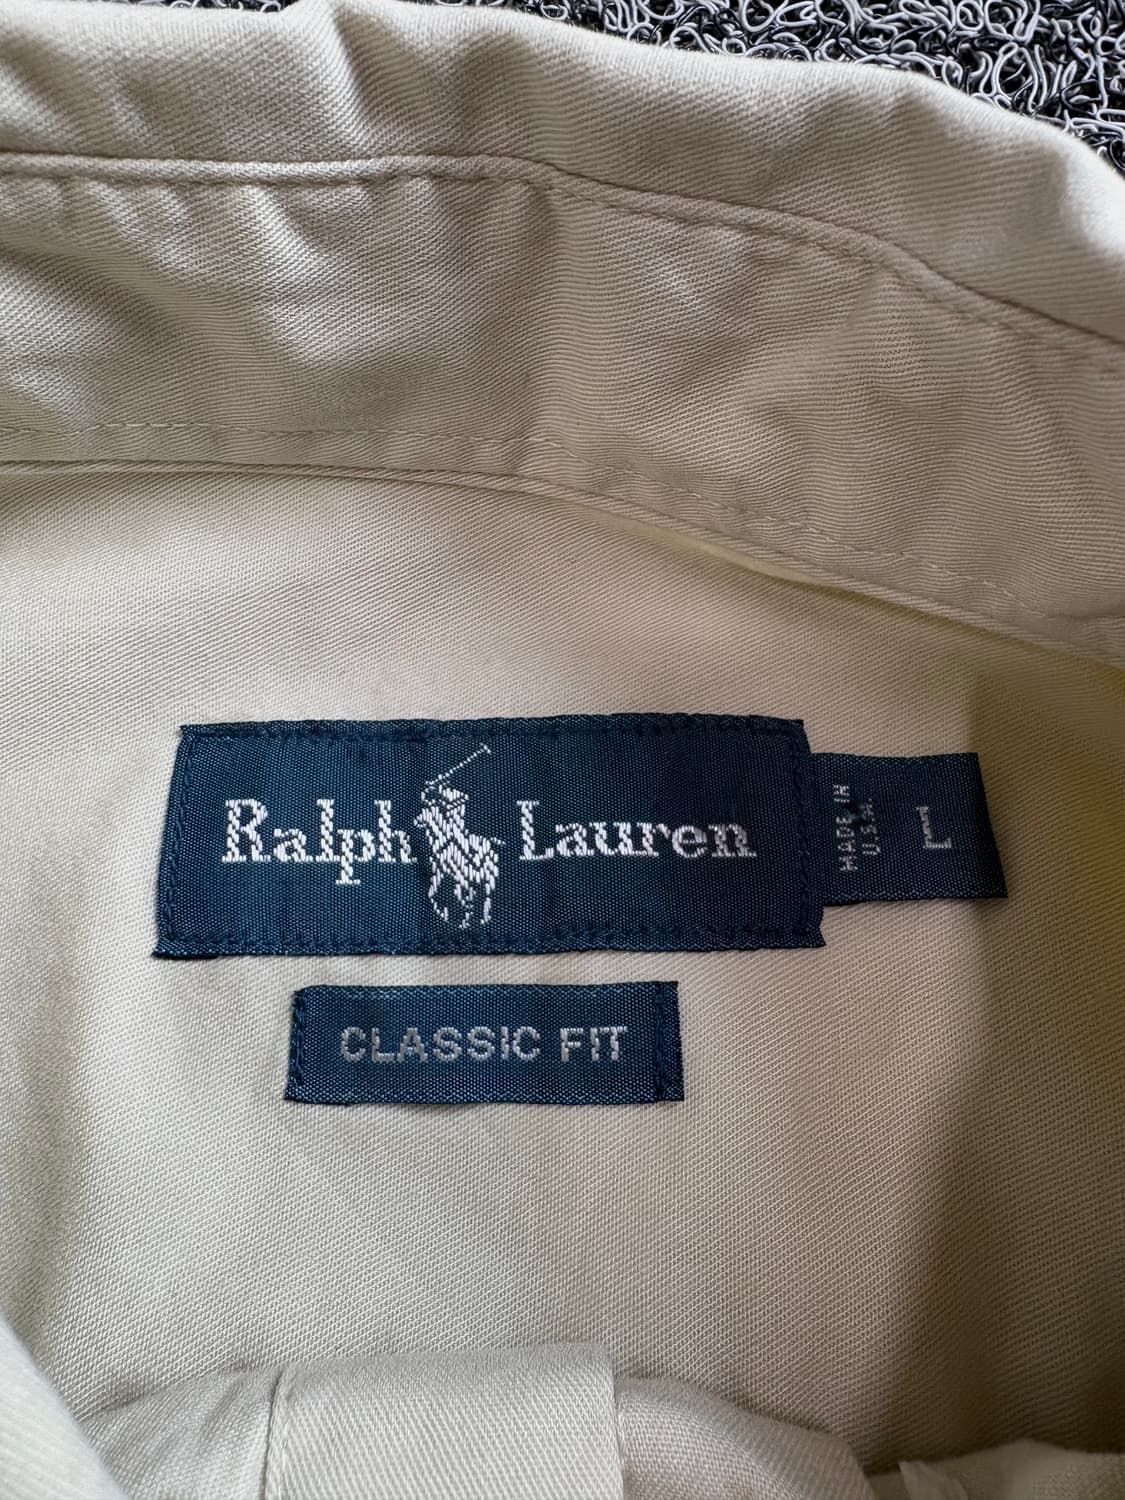 Ralph Lauren
MADE IN
U.S.A.
L
CLASSIC FIT